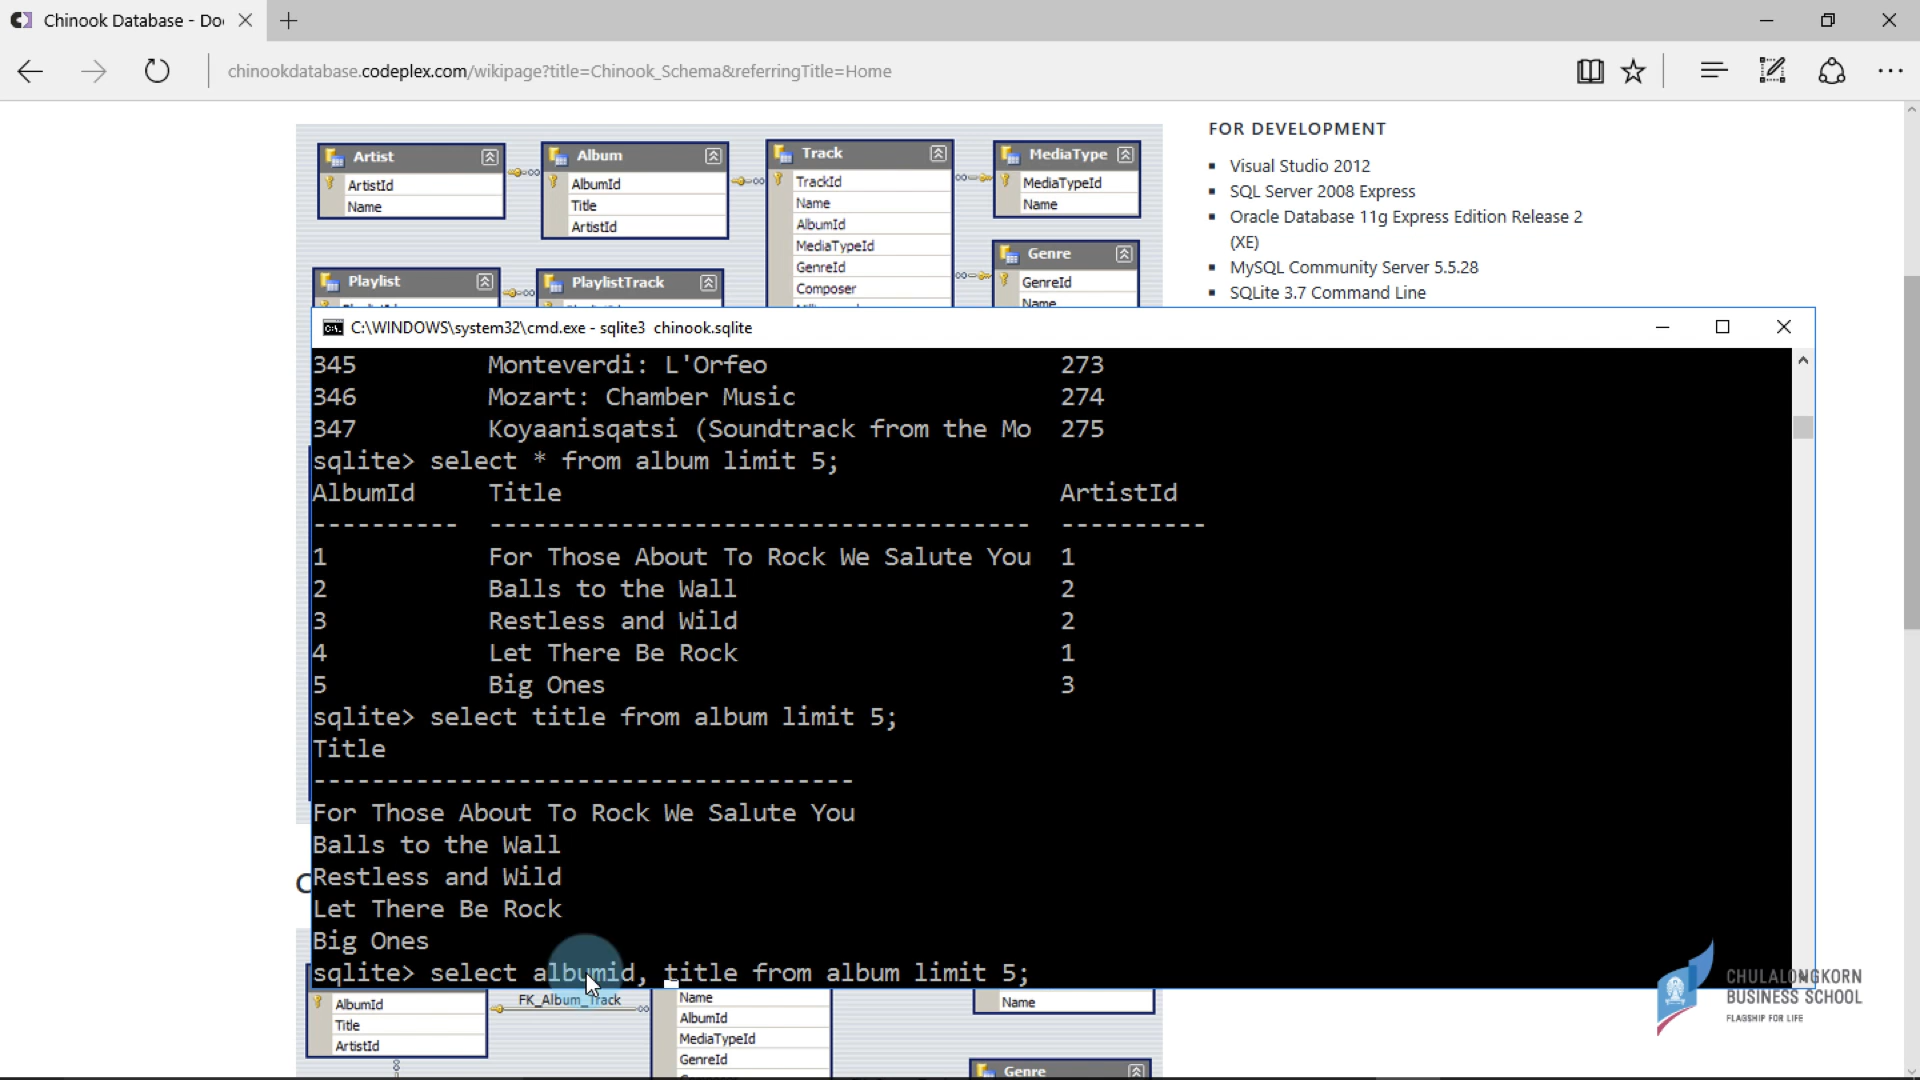 Chinook Database - Do
chinookdatabase.codeplex.com/wikipage?title=Chinook_Schema&referringTitle=Home
Artist
ArtistId
Name
Album
AlbumId
Title
ArtistId
Track
TrackId
Name
AlbumId
MediaTypeId
GenreId
Composer
MediaType
MediaTypeId
Name
Genre
GenreId
Name
Playlist
PlaylistTrack
FOR DEVELOPMENT
Visual Studio 2012
SQL Server 2008 Express
Oracle Database 11g Express Edition Release 2
(XE)
MySQL Community Server 5.5.28
SQLite 3.7 Command Line
C:\WINDOWS\system32\cmd.exe - sqlite3 chinook.sqlite
345 Monteverdi: L'Orfeo 273
346 Mozart: Chamber Music 274
347 Koyaanisqatsi (Soundtrack from the Mo 275
sqlite> select * from album limit 5;
AlbumId Title ArtistId
---------- ------------------------------------- ----------
1 For Those About To Rock We Salute You 1
2 Balls to the Wall 2
3 Restless and Wild 2
4 Let There Be Rock 1
5 Big Ones 3
sqlite> select title from album limit 5;
Title
-------------------------------------
For Those About To Rock We Salute You
Balls to the Wall
Restless and Wild
Let There Be Rock
Big Ones
sqlite> select albumid, title from album limit 5;
AlbumId
Title
ArtistId
FK_Album_Track
Name
AlbumId
MediaTypeId
GenreId
Name
Genre
CHULALONGKORN
BUSINESS SCHOOL
FLAGSHIP FOR LIFE